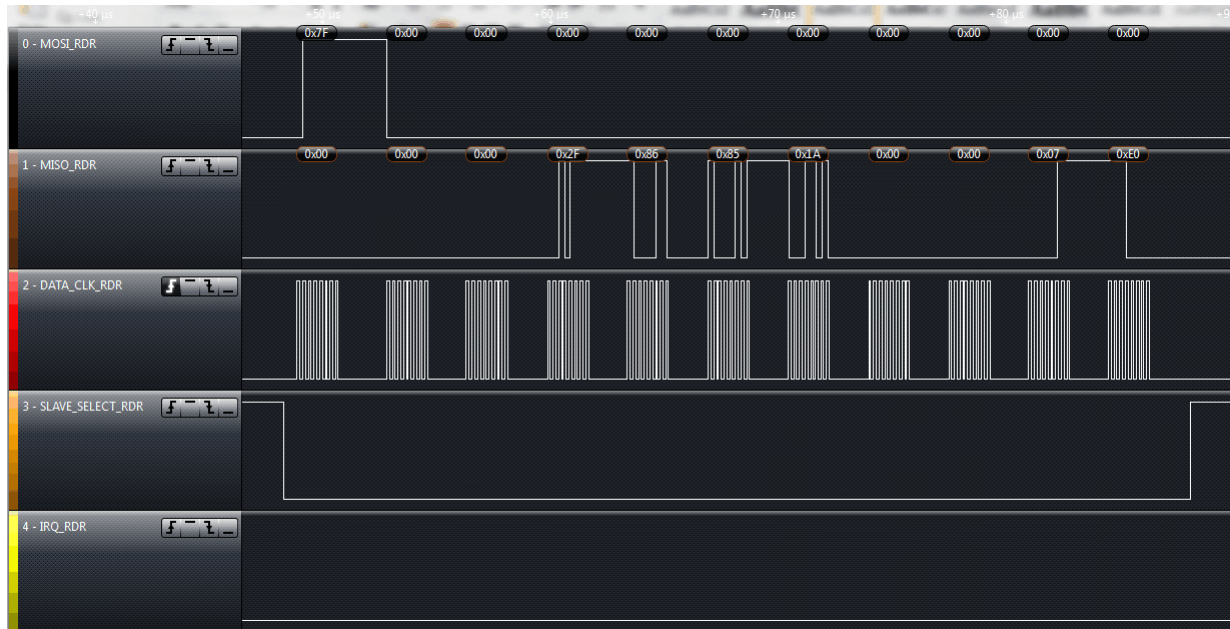 +40 µs +50 µs +60 µs +70 µs +80 µs
0 - MOSI_RDR
0x7F 0x00 0x00 0x00 0x00 0x00 0x00 0x00 0x00 0x00 0x00
1 - MISO_RDR
0x00 0x00 0x00 0x2F 0x86 0x85 0x1A 0x00 0x00 0x07 0xE0
2 - DATA_CLK_RDR
3 - SLAVE_SELECT_RDR
4 - IRQ_RDR